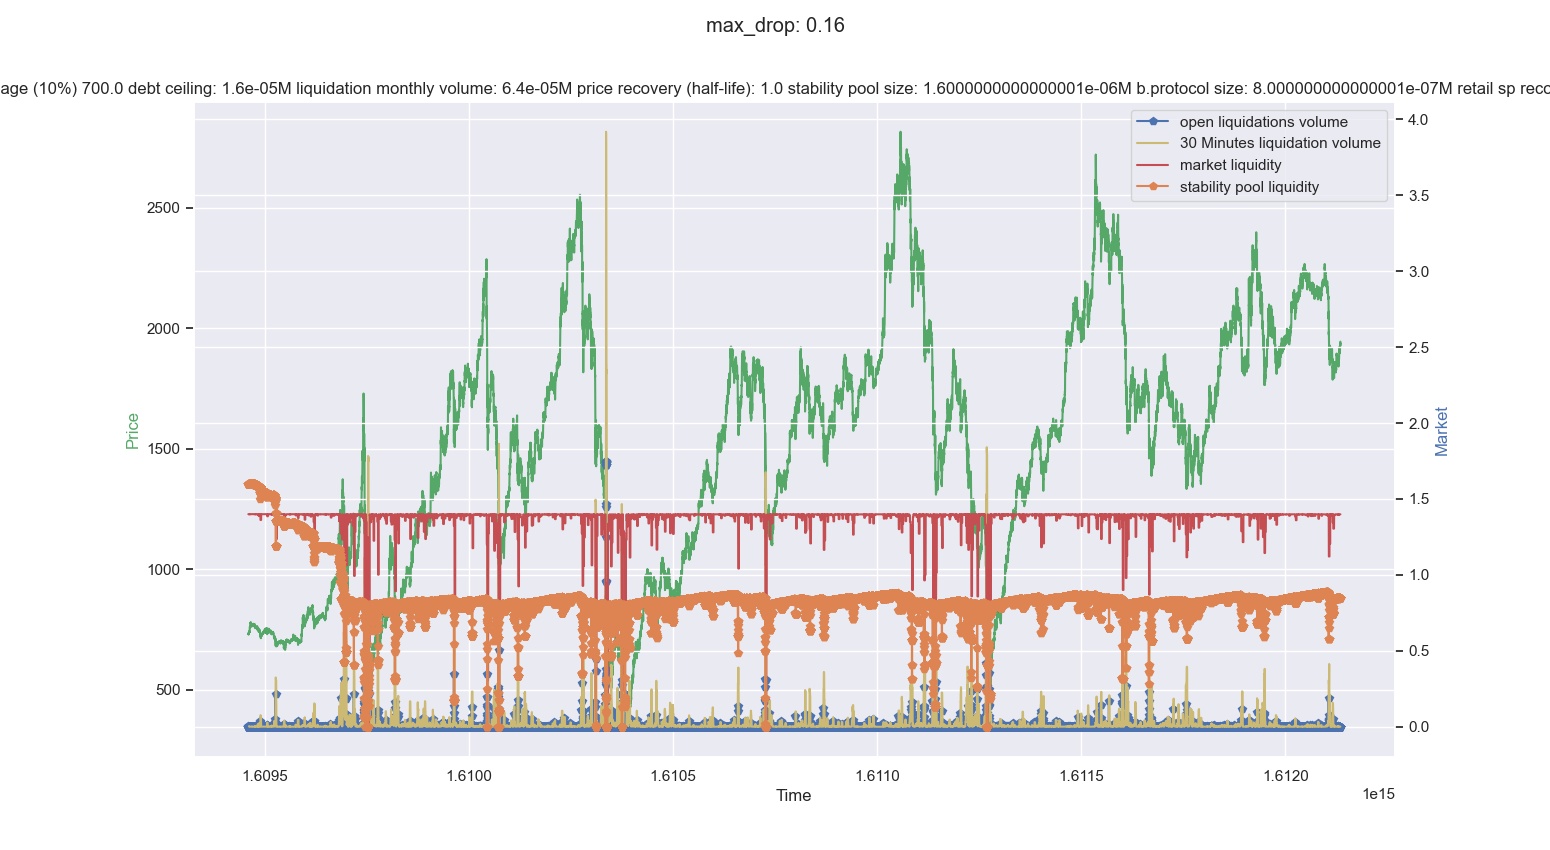 max_drop: 0.16
age (10%) 700.0 debt ceiling: 1.6e-05M liquidation monthly volume: 6.4e-05M price recovery (half-life): 1.0 stability pool size: 1.6000000000000001e-06M b.protocol size: 8.000000000000001e-07M retail sp reco
open liquidations volume
30 Minutes liquidation volume
market liquidity
stability pool liquidity
4.0
3.5
3.0
2.5
2.0
1.5
1.0
0.5
0.0
2500
2000
1500
1000
500
Price
Market
1.6095
1.6100
1.6105
1.6110
1.6115
1.6120
1e15
Time